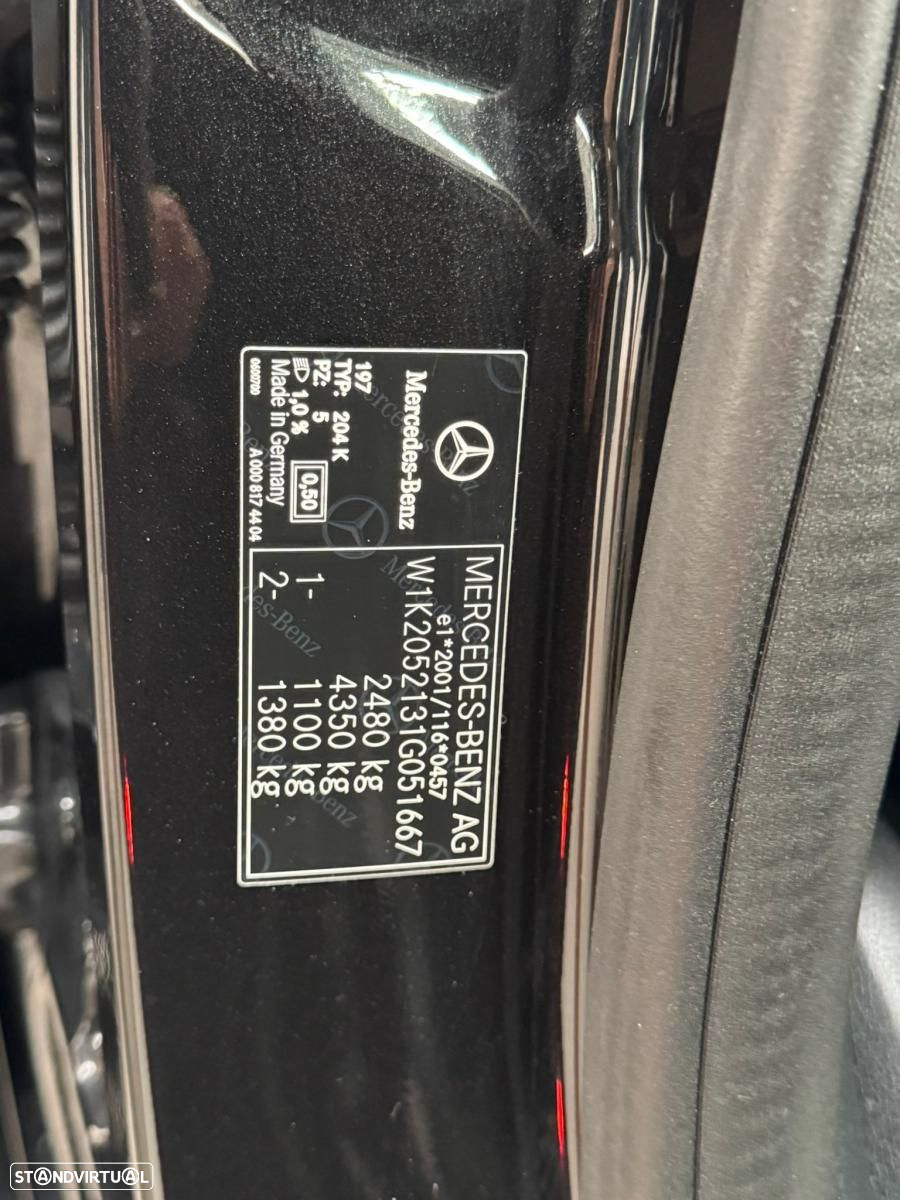 Mercedes-Benz
197
TYP: 204 K
PZ: 5
1,0 %
0,50
Made in Germany
0600700
A 000 817 44 04
MERCEDES-BENZ AG
e1*2001/116*0457
W1K2052131G051667
2480 kg
4350 kg
1- 1100 kg
2- 1380 kg
STANDVIRTUAL